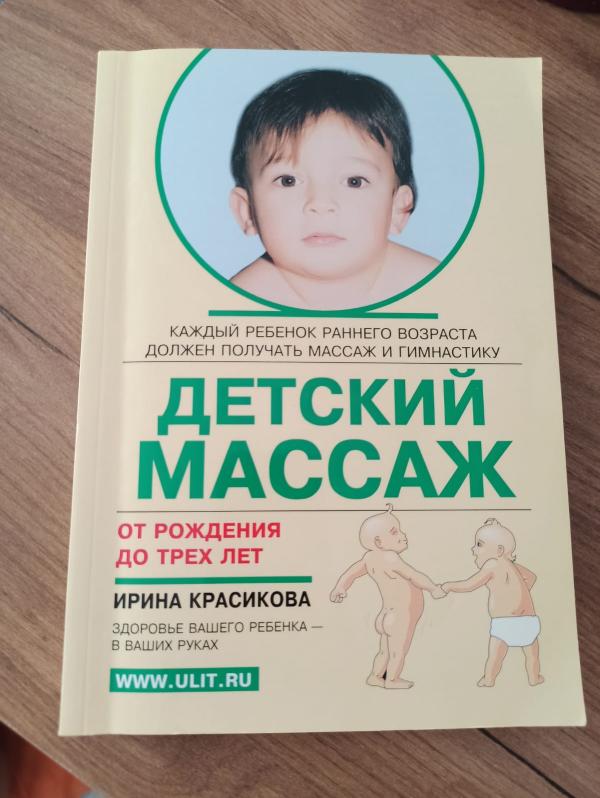 КАЖДЫЙ РЕБЕНОК РАННЕГО ВОЗРАСТА
ДОЛЖЕН ПОЛУЧАТЬ МАССАЖ И ГИМНАСТИКУ
ДЕТСКИЙ
МАССАЖ
ОТ РОЖДЕНИЯ
ДО ТРЕХ ЛЕТ
ИРИНА КРАСИКОВА
ЗДОРОВЬЕ ВАШЕГО РЕБЕНКА —
В ВАШИХ РУКАХ
WWW.ULIT.RU